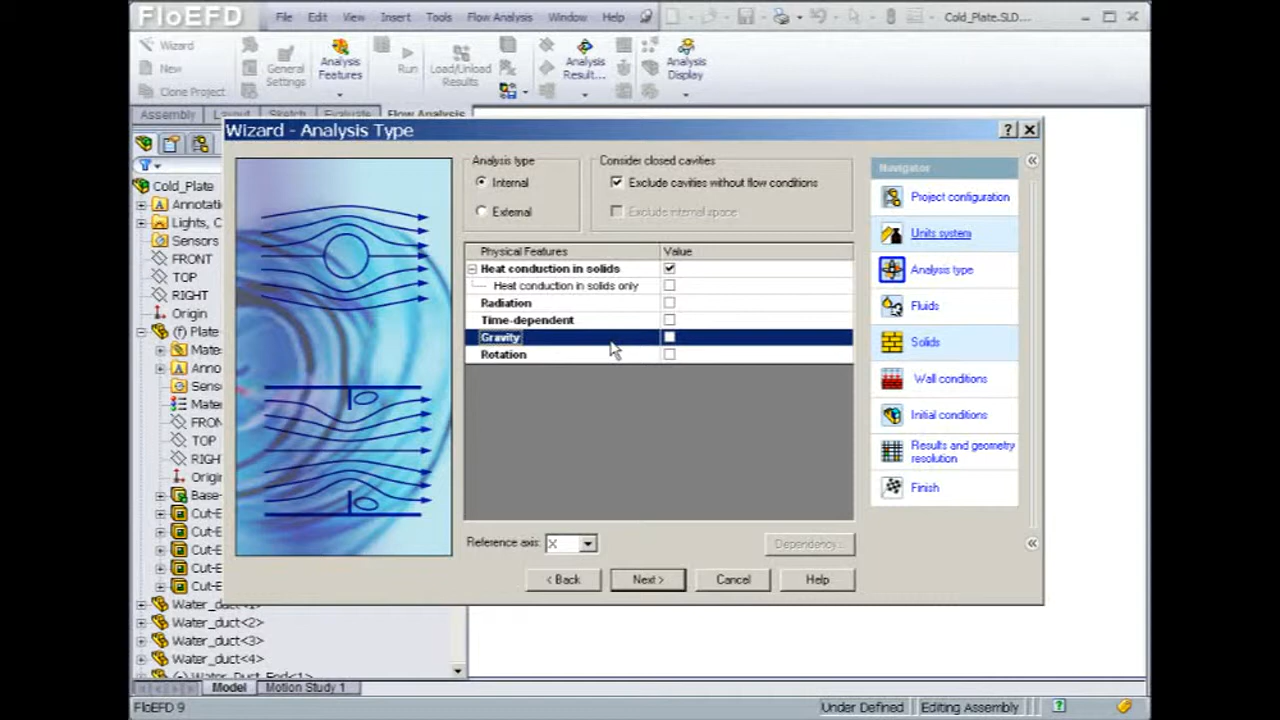 FloEFD
File Edit View Insert Tools Flow Analysis Window Help
Cold_Plate.SLD...
Wizard
New
Clone Project
General Settings
Analysis Features
Run
Load/Unload Results
Analysis Result...
Analysis Display
Assembly Layout Sketch Evaluate Flow Analysis
Wizard - Analysis Type
Cold_Plate
Annotati
Lights, C
Sensors
FRONT
TOP
RIGHT
Origin
(f) Plate
Mate
Anno
Sens
Mater
FRON
TOP
RIGH
Origi
Base-
Cut-E
Cut-E
Cut-E
Cut-E
Cut-E
Water_duct<1>
Water_duct<2>
Water_duct<3>
Water_duct<4>
(-) Water_Duct_End<1>
Analysis type
Internal
External
Consider closed cavities
Exclude cavities without flow conditions
Exclude internal space
Physical Features Value
Heat conduction in solids
Heat conduction in solids only
Radiation
Time-dependent
Gravity
Rotation
Reference axis: X
Dependency...
< Back Next > Cancel Help
Navigator
Project configuration
Units system
Analysis type
Fluids
Solids
Wall conditions
Initial conditions
Results and geometry
resolution
Finish
Model Motion Study 1
FloEFD 9 Under Defined Editing Assembly